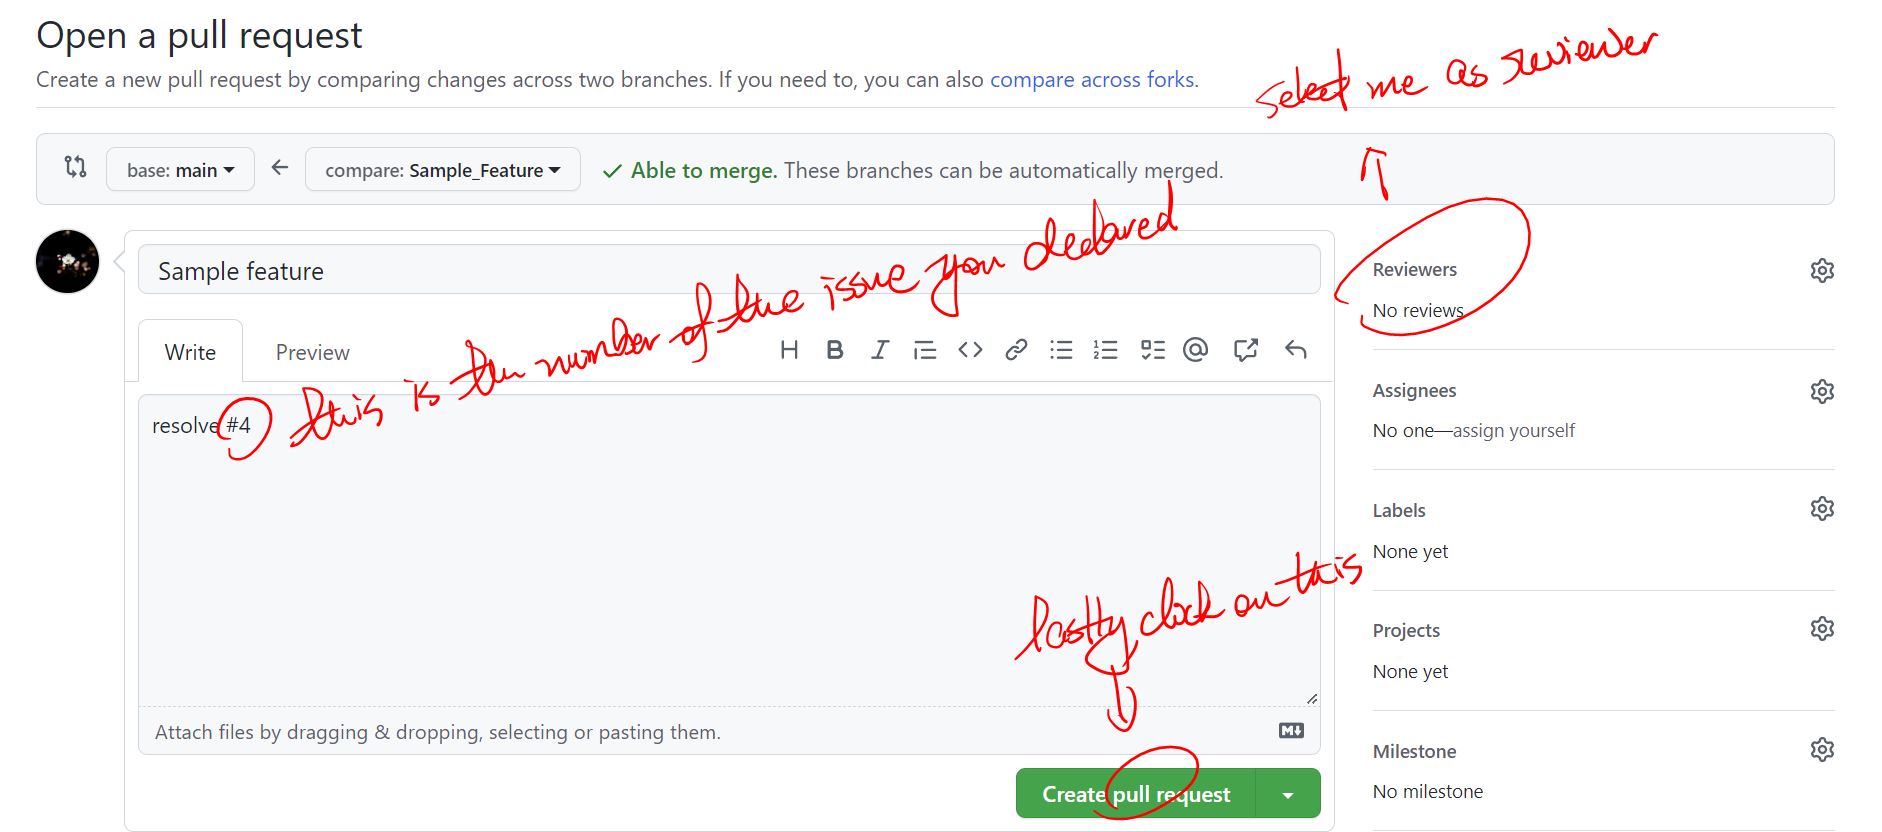 Open a pull request
Create a new pull request by comparing changes across two branches. If you need to, you can also compare across forks.
select me as reviewer
base: main compare: Sample_Feature Able to merge. These branches can be automatically merged.
Sample feature
this is the number of the issue you declared
Write Preview
resolve #4
Attach files by dragging & dropping, selecting or pasting them.
lastly click on this
Create pull request
Reviewers
No reviews
Assignees
No one—assign yourself
Labels
None yet
Projects
None yet
Milestone
No milestone